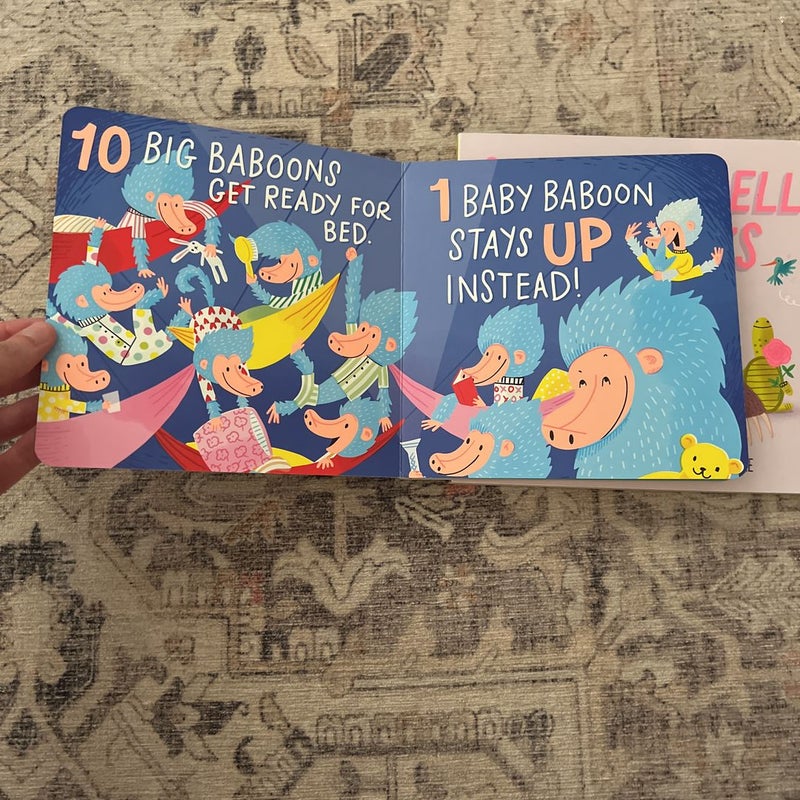 10 BIG BABOONS
GET READY FOR
BED.
1 BABY BABOON
STAYS UP
INSTEAD!